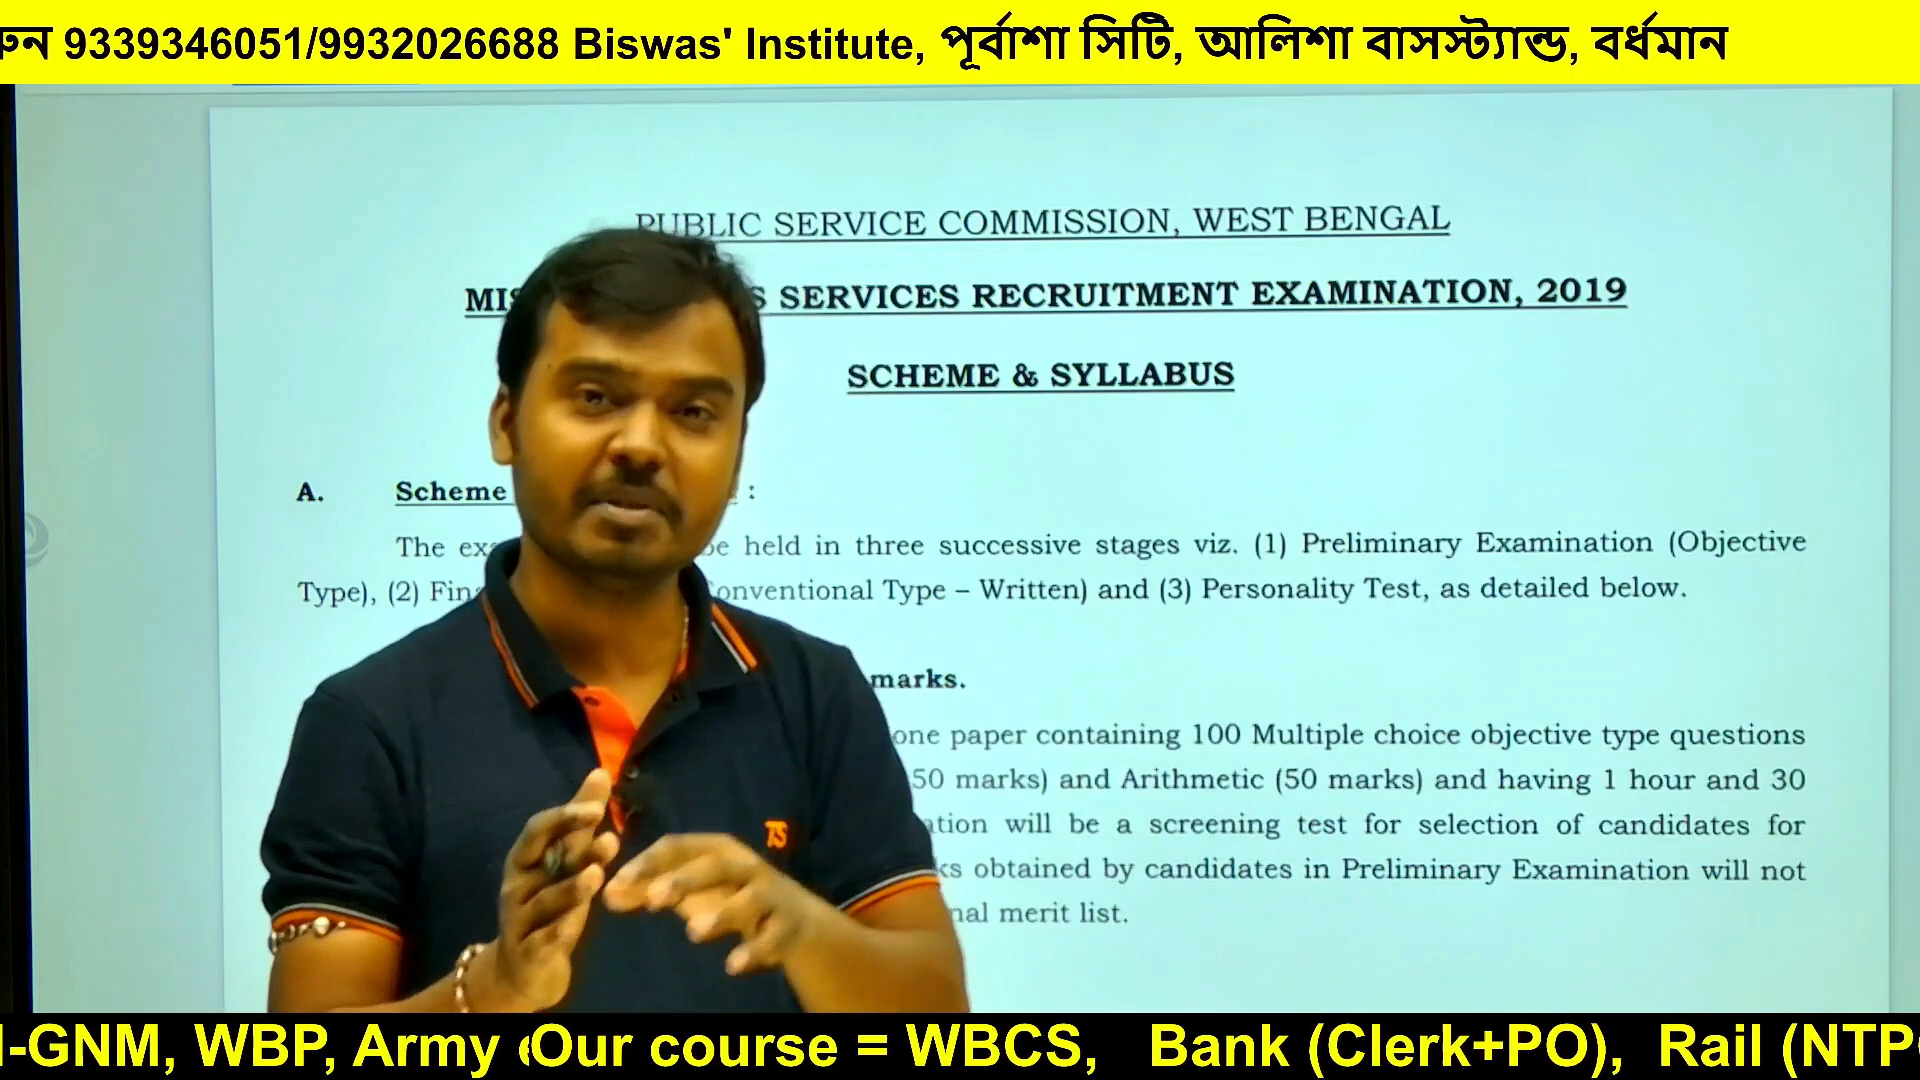 9339346051/9932026688 Biswas' Institute, পূর্বাশা সিটি, আলিশা বাসস্ট্যান্ড, বর্ধমান
PUBLIC SERVICE COMMISSION, WEST BENGAL
SERVICES RECRUITMENT EXAMINATION, 2019
SCHEME & SYLLABUS
A. Scheme :
The be held in three successive stages viz. (1) Preliminary Examination (Objective
Type), (2) Conventional Type – Written) and (3) Personality Test, as detailed below.
marks.
one paper containing 100 Multiple choice objective type questions
50 marks) and Arithmetic (50 marks) and having 1 hour and 30
will be a screening test for selection of candidates for
obtained by candidates in Preliminary Examination will not
merit list.
TS
-GNM, WBP, Army Our course = WBCS, Bank (Clerk+PO), Rail (NTP